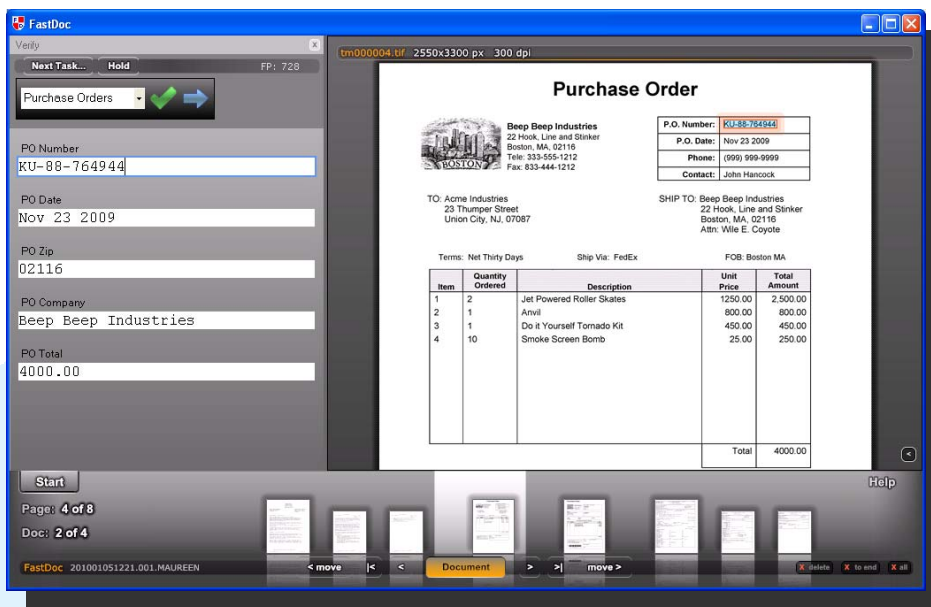 FastDoc
Verify
Next Task... Hold FP: 728
Purchase Orders
PO Number
KU-88-764944
PO Date
Nov 23 2009
PO Zip
02116
PO Company
Beep Beep Industries
PO Total
4000.00
tm000004.tif 2550x3300 px 300 dpi
Purchase Order
BOSTON
Beep Beep Industries
22 Hook, Line and Stinker
Boston, MA, 02116
Tele: 333-555-1212
Fax: 833-444-1212
P.O. Number: KU-88-764944
P.O. Date: Nov 23 2009
Phone: (999) 999-9999
Contact: John Hancock
TO: Acme Industries
23 Thumper Street
Union City, NJ, 07087
SHIP TO: Beep Beep Industries
22 Hook, Line and Stinker
Boston, MA, 02116
Attn: Wile E. Coyote
Terms: Net Thirty Days Ship Via: FedEx FOB: Boston MA
Item Quantity Ordered Description Unit Price Total Amount
1 2 Jet Powered Roller Skates 1250.00 2,500.00
2 1 Anvil 800.00 800.00
3 1 Do it Yourself Tornado Kit 450.00 450.00
4 10 Smoke Screen Bomb 25.00 250.00
Total 4000.00
Start Help
Page: 4 of 8
Doc: 2 of 4
FastDoc 201001051221.001.MAUREEN < move |< < Document > >| move > X delete X to end X all